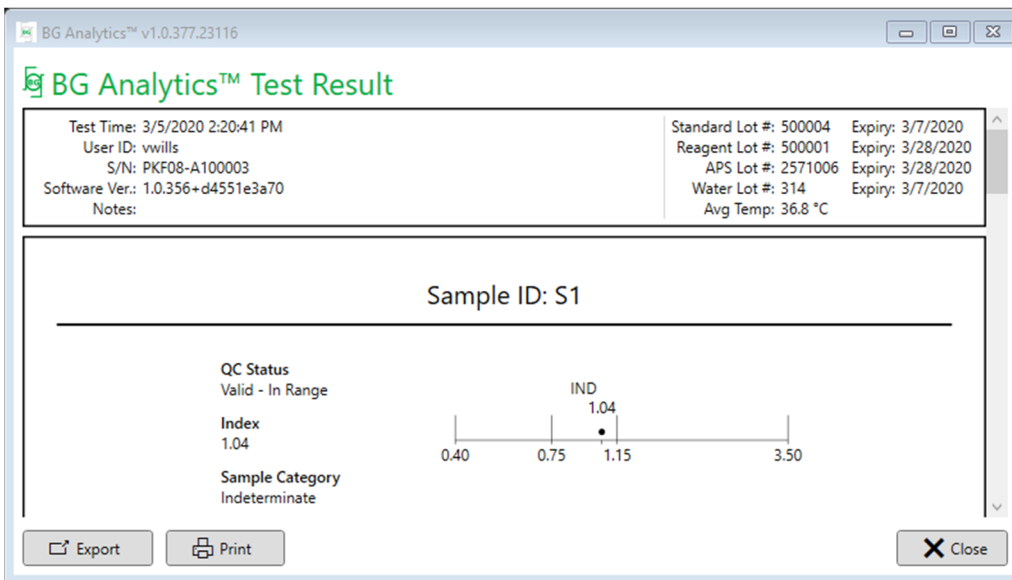 BG Analytics™ v1.0.377.23116
BG BG Analytics™ Test Result
Test Time: 3/5/2020 2:20:41 PM
User ID: vwills
S/N: PKF08-A100003
Software Ver.: 1.0.356+d4551e3a70
Notes:
Standard Lot #: 500004 Expiry: 3/7/2020
Reagent Lot #: 500001 Expiry: 3/28/2020
APS Lot #: 2571006 Expiry: 3/28/2020
Water Lot #: 314 Expiry: 3/7/2020
Avg Temp: 36.8 °C
Sample ID: S1
QC Status
Valid - In Range
Index
1.04
Sample Category
Indeterminate
IND
1.04
0.40 0.75 1.15 3.50
Export Print Close